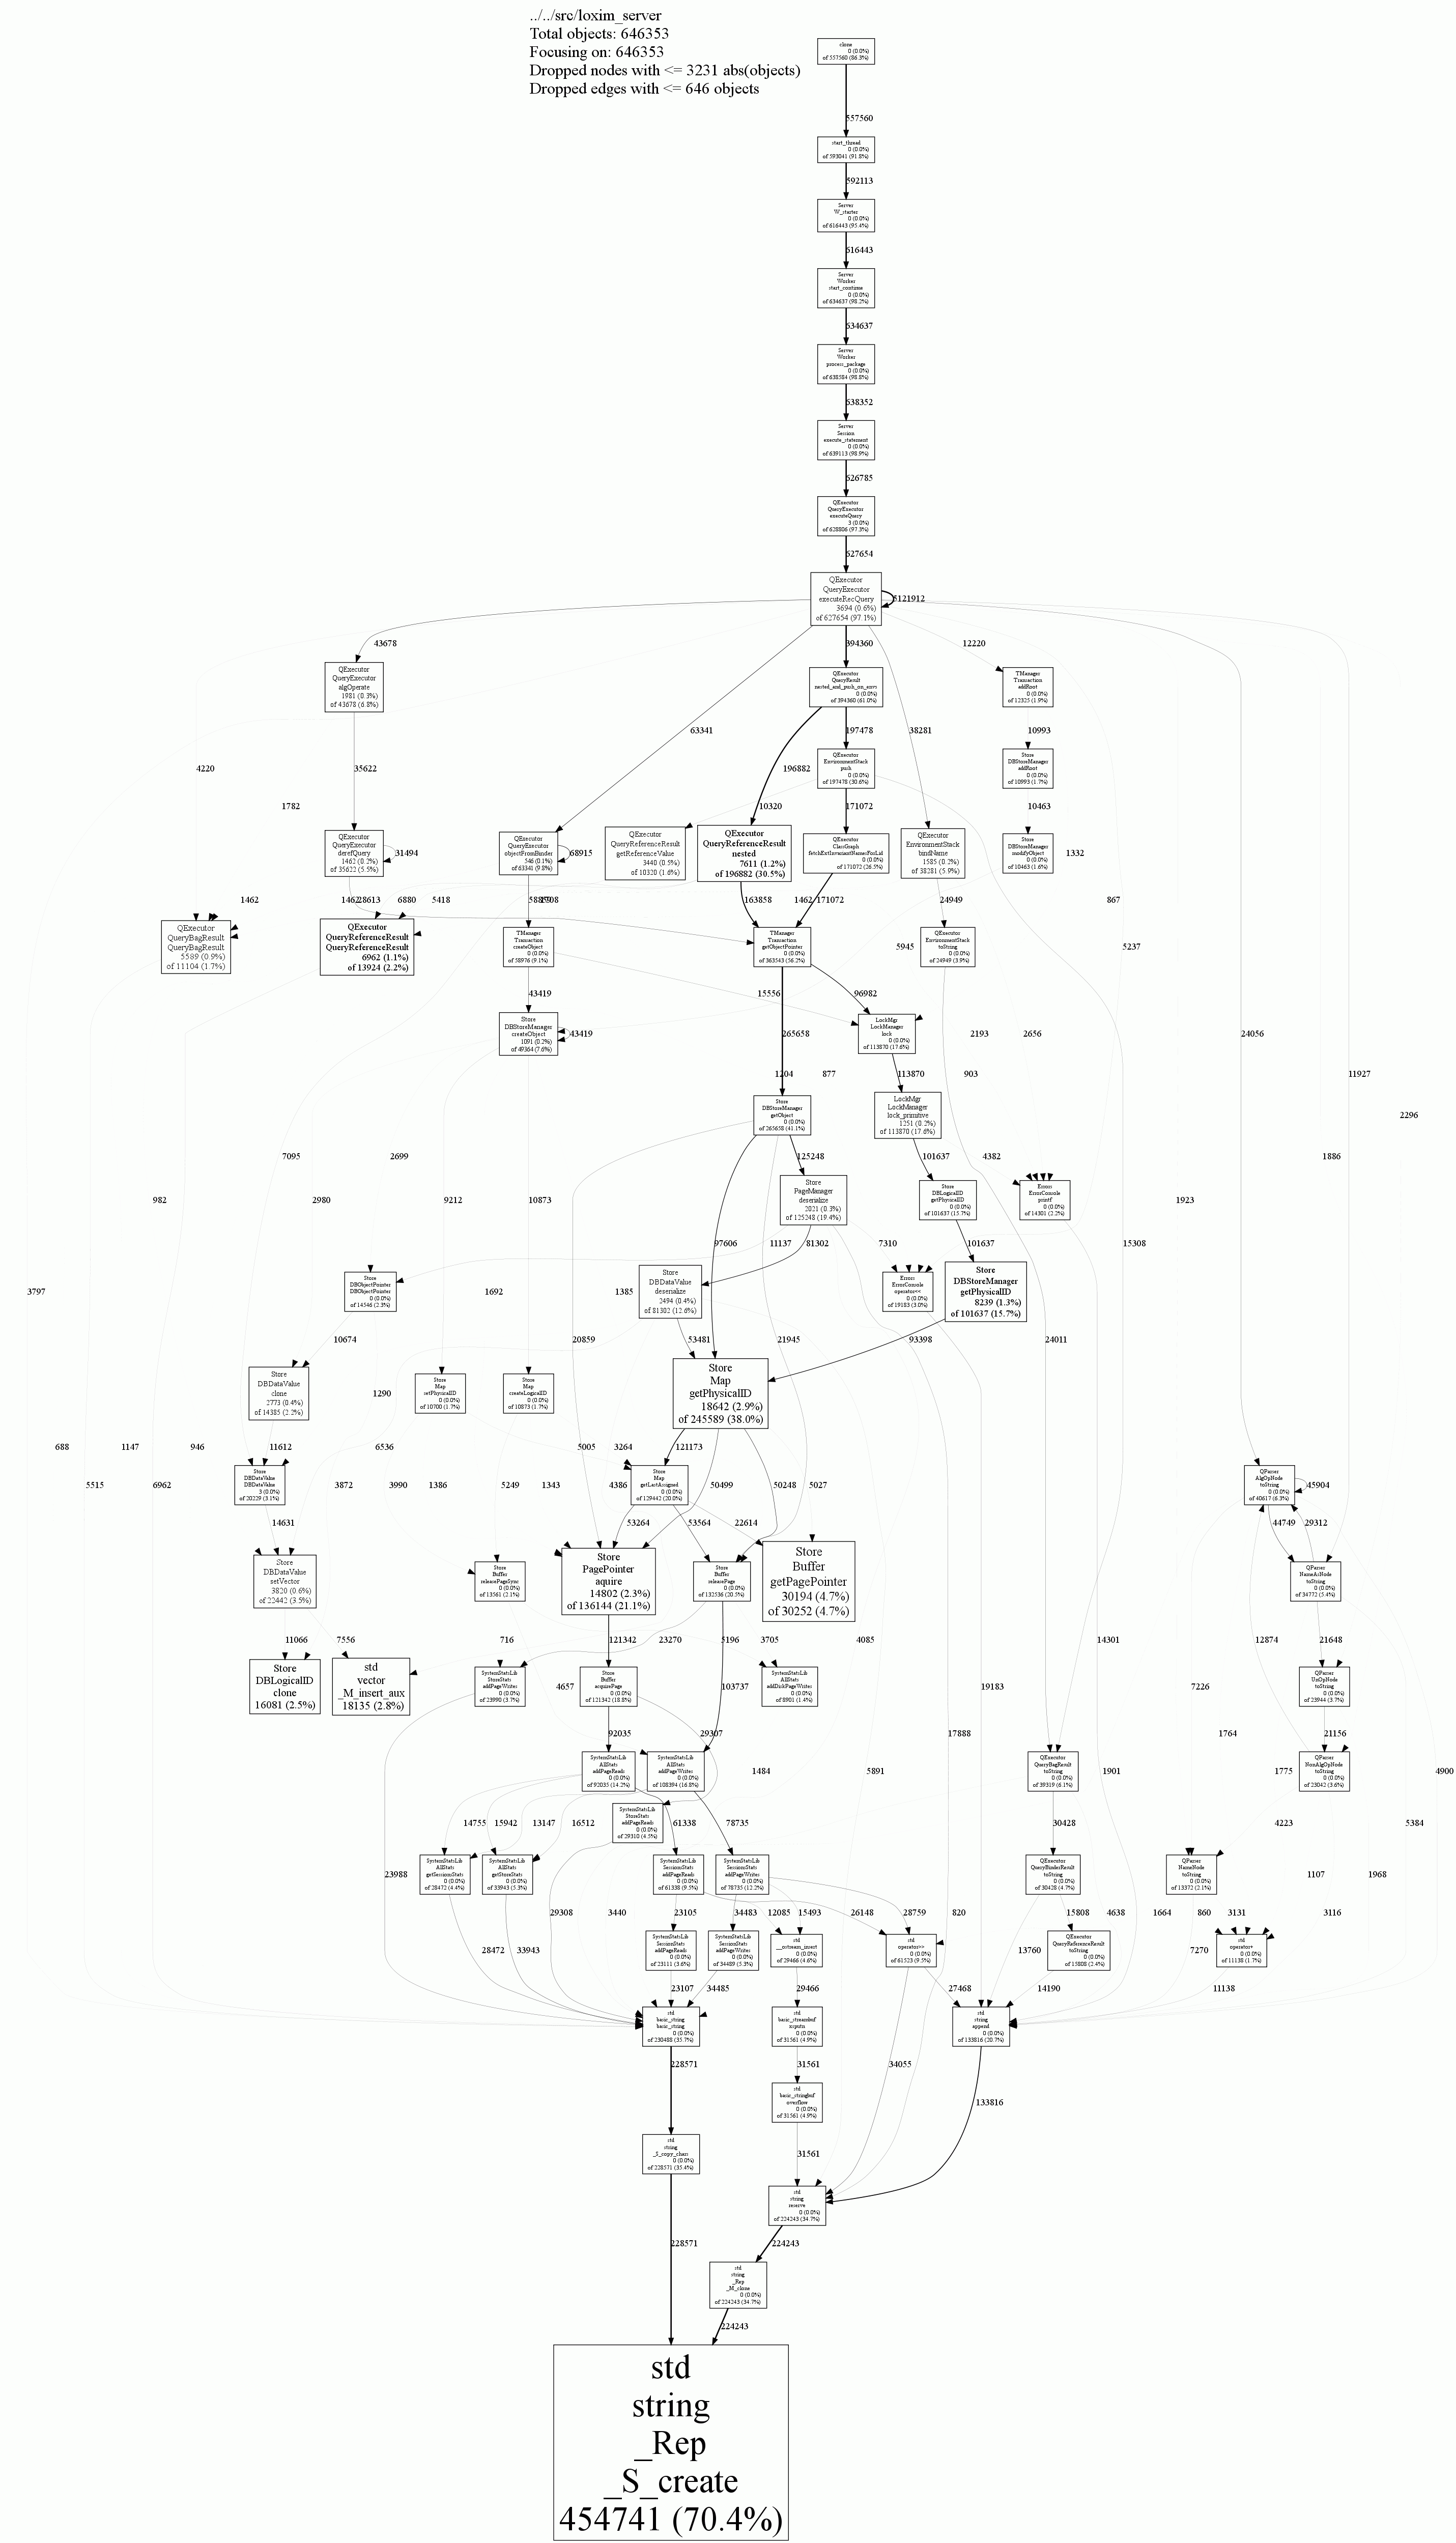 ../../src/loxim_server
Total objects: 646353
Focusing on: 646353
Dropped nodes with <= 3231 abs(objects)
Dropped edges with <= 646 objects
clone
0 (0.0%)
of 557560 (86.3%)
557560
start_thread
0 (0.0%)
of 593041 (91.8%)
592113
Server
W_starter
0 (0.0%)
of 616443 (95.4%)
616443
Server
Worker
start_continue
0 (0.0%)
of 634637 (98.2%)
634637
Server
Worker
process_package
0 (0.0%)
of 638584 (98.8%)
638352
Server
Session
execute_statement
0 (0.0%)
of 639113 (98.9%)
626785
QExecutor
QueryExecutor
executeQuery
3 (0.0%)
of 628806 (97.3%)
627654
QExecutor
QueryExecutor
executeRecQuery
3694 (0.6%)
of 627654 (97.1%)
5121912
43678
394360
12220
QExecutor
QueryExecutor
algOperate
1981 (0.3%)
of 43678 (6.8%)
QExecutor
QueryResult
nested_and_push_on_envs
0 (0.0%)
of 394360 (61.0%)
TManager
Transaction
addRoot
0 (0.0%)
of 12325 (1.9%)
63341
197478
38281
10993
4220
35622
196882
QExecutor
EnvironmentStack
push
0 (0.0%)
of 197478 (30.6%)
Store
DBStoreManager
addRoot
0 (0.0%)
of 10993 (1.7%)
1782
10320
171072
10463
QExecutor
QueryExecutor
derefQuery
1462 (0.2%)
of 35622 (5.5%)
31494
QExecutor
QueryExecutor
objectFromBinder
546 (0.1%)
of 63341 (9.8%)
68915
QExecutor
QueryReferenceResult
getReferenceValue
3440 (0.5%)
of 10320 (1.6%)
QExecutor
QueryReferenceResult
nested
7611 (1.2%)
of 196882 (30.5%)
QExecutor
ClassGraph
fetchExtInvariantNamesForLid
0 (0.0%)
of 171072 (26.5%)
QExecutor
EnvironmentStack
bindName
1585 (0.2%)
of 38281 (5.9%)
Store
DBStoreManager
modifyObject
0 (0.0%)
of 10463 (1.6%)
1332
1462
28613
6880
5418
163858
1462
171072
24949
867
QExecutor
QueryBagResult
QueryBagResult
5589 (0.9%)
of 11104 (1.7%)
QExecutor
QueryReferenceResult
QueryReferenceResult
6962 (1.1%)
of 13924 (2.2%)
TManager
Transaction
createObject
0 (0.0%)
of 58976 (9.1%)
TManager
Transaction
getObjectPointer
0 (0.0%)
of 363543 (56.2%)
5945
QExecutor
EnvironmentStack
toString
0 (0.0%)
of 24949 (3.9%)
5237
43419
15556
96982
Store
DBStoreManager
createObject
1091 (0.2%)
of 49364 (7.6%)
43419
265658
LockMgr
LockManager
lock
0 (0.0%)
of 113870 (17.6%)
2193
2656
24056
1204
877
113870
903
11927
Store
DBStoreManager
getObject
0 (0.0%)
of 265658 (41.1%)
LockMgr
LockManager
lock_primitive
1251 (0.2%)
of 113870 (17.6%)
2296
7095
2699
125248
101637
4382
1886
982
2980
9212
10873
Store
PageManager
deserialize
2021 (0.3%)
of 125248 (19.4%)
Store
DBLogicalID
getPhysicalID
0 (0.0%)
of 101637 (15.7%)
Errors
ErrorConsole
printf
0 (0.0%)
of 14301 (2.2%)
1923
97606
11137
81302
7310
101637
15308
3797
Store
DBObjectPointer
DBObjectPointer
0 (0.0%)
of 14546 (2.3%)
1692
1385
Store
DBDataValue
deserialize
2494 (0.4%)
of 81302 (12.6%)
Errors
ErrorConsole
operator<<
0 (0.0%)
of 19183 (3.0%)
Store
DBStoreManager
getPhysicalID
8239 (1.3%)
of 101637 (15.7%)
10674
20859
53481
21945
93398
24011
Store
DBDataValue
clone
2773 (0.4%)
of 14385 (2.2%)
1290
Store
Map
setPhysicalID
0 (0.0%)
of 10700 (1.7%)
Store
Map
createLogicalID
0 (0.0%)
of 10873 (1.7%)
Store
Map
getPhysicalID
18642 (2.9%)
of 245589 (38.0%)
688
1147
946
11612
6536
5005
3264
121173
5515
6962
Store
DBDataValue
DBDataValue
3 (0.0%)
of 20229 (3.1%)
3872
3990
1386
5249
1343
4386
Store
Map
getLastAssigned
0 (0.0%)
of 129442 (20.0%)
50499
50248
5027
QParser
AlgOpNode
toString
0 (0.0%)
of 40617 (6.3%)
45904
14631
53264
53564
22614
44749
29312
Store
DBDataValue
setVector
3820 (0.6%)
of 22442 (3.5%)
Store
Buffer
releasePageSync
0 (0.0%)
of 13561 (2.1%)
Store
PagePointer
aquire
14802 (2.3%)
of 136144 (21.1%)
Store
Buffer
releasePage
0 (0.0%)
of 132536 (20.5%)
Store
Buffer
getPagePointer
30194 (4.7%)
of 30252 (4.7%)
QParser
NameAsNode
toString
0 (0.0%)
of 34772 (5.4%)
11066
7556
716
121342
23270
5196
3705
4085
14301
12874
21648
Store
DBLogicalID
clone
16081 (2.5%)
std
vector
_M_insert_aux
18135 (2.8%)
SystemStatsLib
StoreStats
addPageWrites
0 (0.0%)
of 23990 (3.7%)
4657
Store
Buffer
acquirePage
0 (0.0%)
of 121342 (18.8%)
103737
SystemStatsLib
AllStats
addDiskPageWrites
0 (0.0%)
of 8901 (1.4%)
19183
7226
QParser
UnOpNode
toString
0 (0.0%)
of 23944 (3.7%)
92035
29307
17888
1764
21156
SystemStatsLib
AllStats
addPageReads
0 (0.0%)
of 92035 (14.2%)
SystemStatsLib
AllStats
addPageWrites
0 (0.0%)
of 108394 (16.8%)
1484
5891
QExecutor
QueryBagResult
toString
0 (0.0%)
of 39319 (6.1%)
1901
1775
QParser
NonAlgOpNode
toString
0 (0.0%)
of 23042 (3.6%)
4900
14755
15942
13147
16512
SystemStatsLib
StoreStats
addPageReads
0 (0.0%)
of 29310 (4.5%)
61338
78735
30428
4223
5384
23988
SystemStatsLib
AllStats
getSessionStats
0 (0.0%)
of 28472 (4.4%)
SystemStatsLib
AllStats
getStoreStats
0 (0.0%)
of 33943 (5.3%)
SystemStatsLib
SessionStats
addPageReads
0 (0.0%)
of 61338 (9.5%)
SystemStatsLib
SessionStats
addPageWrites
0 (0.0%)
of 78735 (12.2%)
QExecutor
QueryBinderResult
toString
0 (0.0%)
of 30428 (4.7%)
QParser
NameNode
toString
0 (0.0%)
of 13372 (2.1%)
1107
1968
29308
3440
23105
34483
12085
15493
26148
28759
820
15808
4638
1664
860
3131
3116
28472
33943
SystemStatsLib
SessionStats
addPageReads
0 (0.0%)
of 23111 (3.6%)
SystemStatsLib
SessionStats
addPageWrites
0 (0.0%)
of 34489 (5.3%)
std
__ostream_insert
0 (0.0%)
of 29466 (4.6%)
std
operator>>
0 (0.0%)
of 61523 (9.5%)
13760
QExecutor
QueryReferenceResult
toString
0 (0.0%)
of 15808 (2.4%)
7270
std
operator+
0 (0.0%)
of 11138 (1.7%)
23107
34485
29466
27468
14190
11138
std
basic_string
basic_string
0 (0.0%)
of 230488 (35.7%)
std
basic_streambuf
xsputn
0 (0.0%)
of 31561 (4.9%)
std
string
append
0 (0.0%)
of 133816 (20.7%)
228571
31561
34055
std
basic_stringbuf
overflow
0 (0.0%)
of 31561 (4.9%)
133816
std
string
_S_copy_chars
0 (0.0%)
of 228571 (35.4%)
31561
std
string
reserve
0 (0.0%)
of 224243 (34.7%)
228571
224243
std
string
_Rep
_M_clone
0 (0.0%)
of 224243 (34.7%)
224243
std
string
_Rep
_S_create
454741 (70.4%)